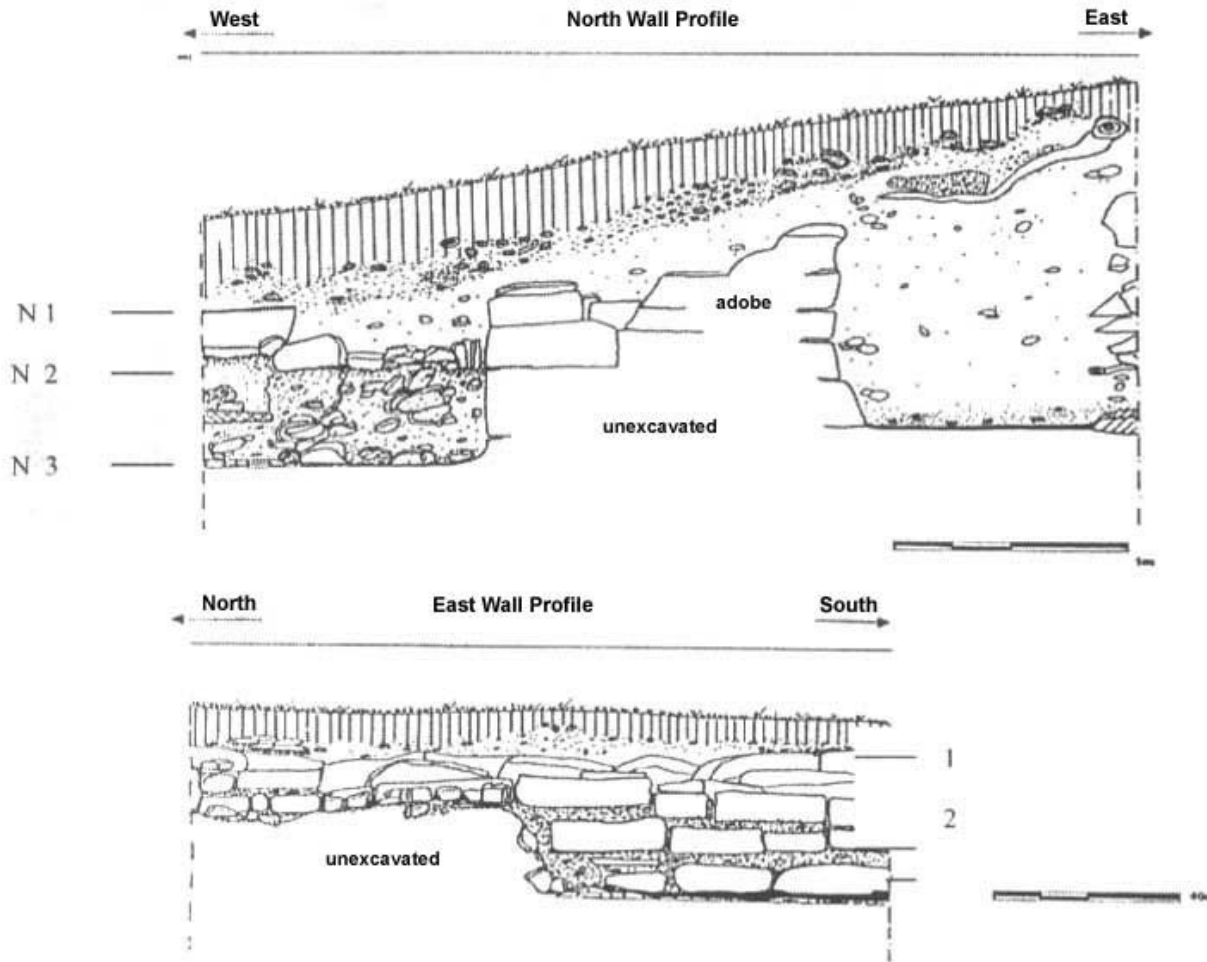 West North Wall Profile East
N 1
adobe
N 2
unexcavated
N 3
North East Wall Profile South
1
2
unexcavated